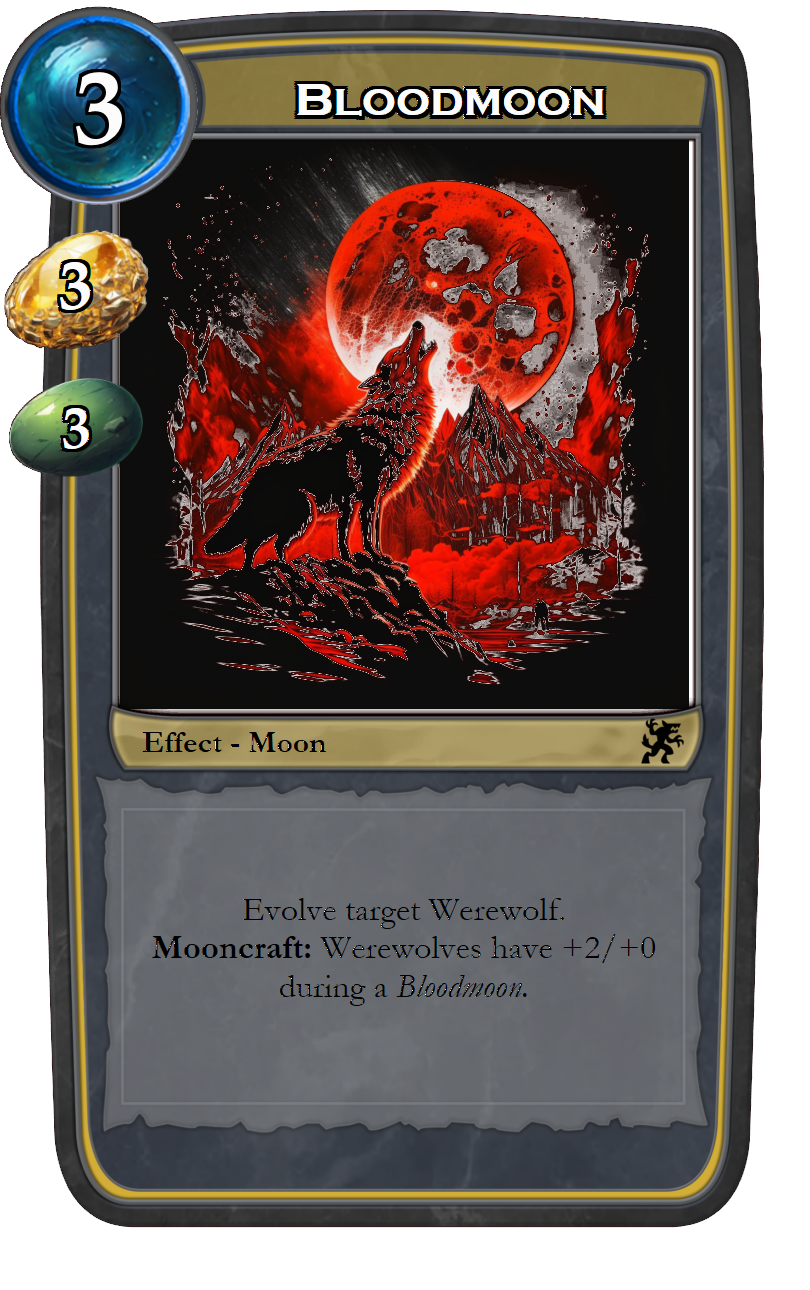 3
Bloodmoon
3
3
Effect - Moon
Evolve target Werewolf.
Mooncraft: Werewolves have +2/+0
during a Bloodmoon.